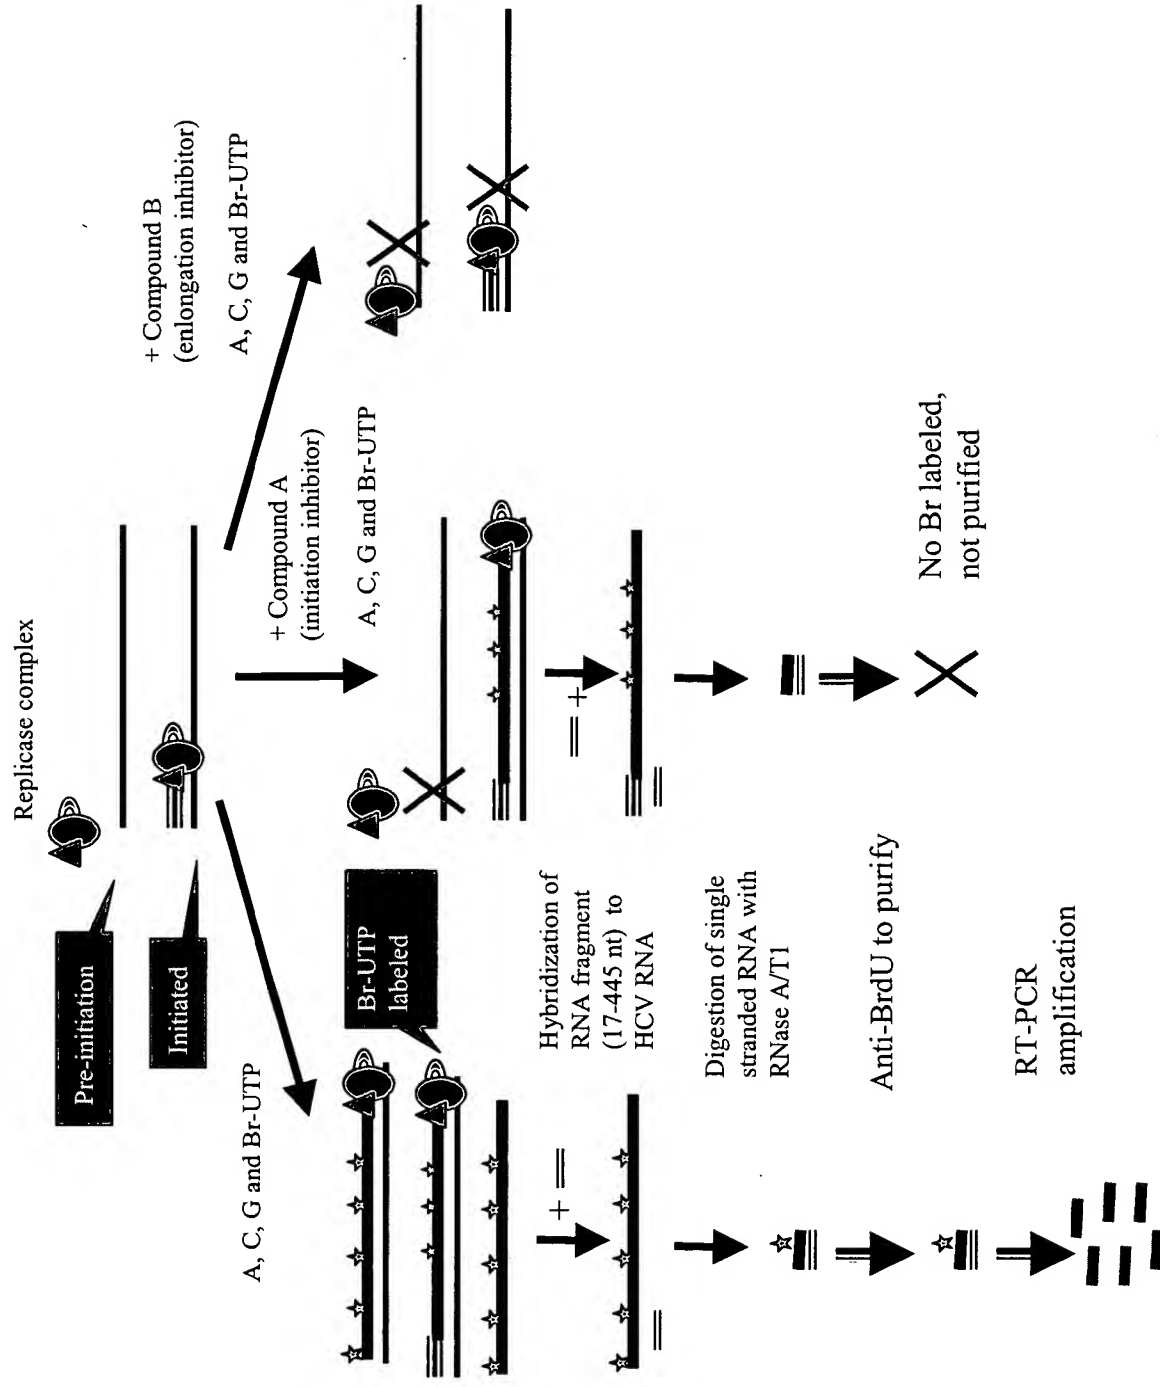 Replicase complex
Pre-initiation
Initiated
A, C, G and Br-UTP
+ Compound A
(initiation inhibitor)
A, C, G and Br-UTP
+ Compound B
(enlongation inhibitor)
A, C, G and Br-UTP
Br-UTP
labeled
+
+
Hybridization of
RNA fragment
(17-445 nt) to
HCV RNA
Digestion of single
stranded RNA with
RNase A/T1
Anti-BrdU to purify
No Br labeled,
not purified
RT-PCR
amplification